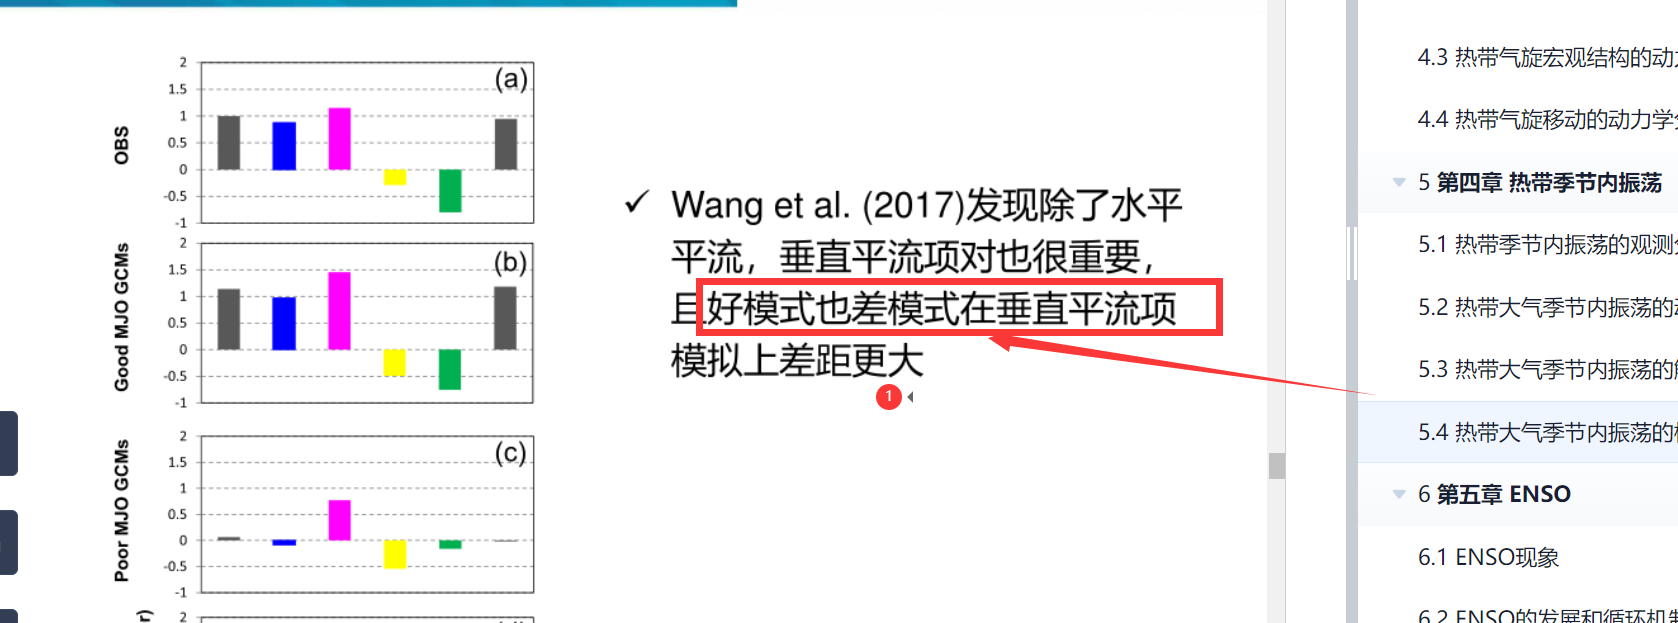 2
1.5
1
0.5
0
-0.5
-1
OBS
(a)
2
1.5
1
0.5
0
-0.5
-1
Good MJO GCMs
(b)
2
1.5
1
0.5
0
-0.5
-1
Poor MJO GCMs
(c)
2
✓ Wang et al. (2017)发现除了水平
平流，垂直平流项对也很重要，
且好模式也差模式在垂直平流项
模拟上差距更大
1
4.3 热带气旋宏观结构的动
4.4 热带气旋移动的动力学
5 第四章 热带季节内振荡
5.1 热带季节内振荡的观测
5.2 热带大气季节内振荡的
5.3 热带大气季节内振荡的
5.4 热带大气季节内振荡的
6 第五章 ENSO
6.1 ENSO现象
6.2 ENSO的发展和循环机